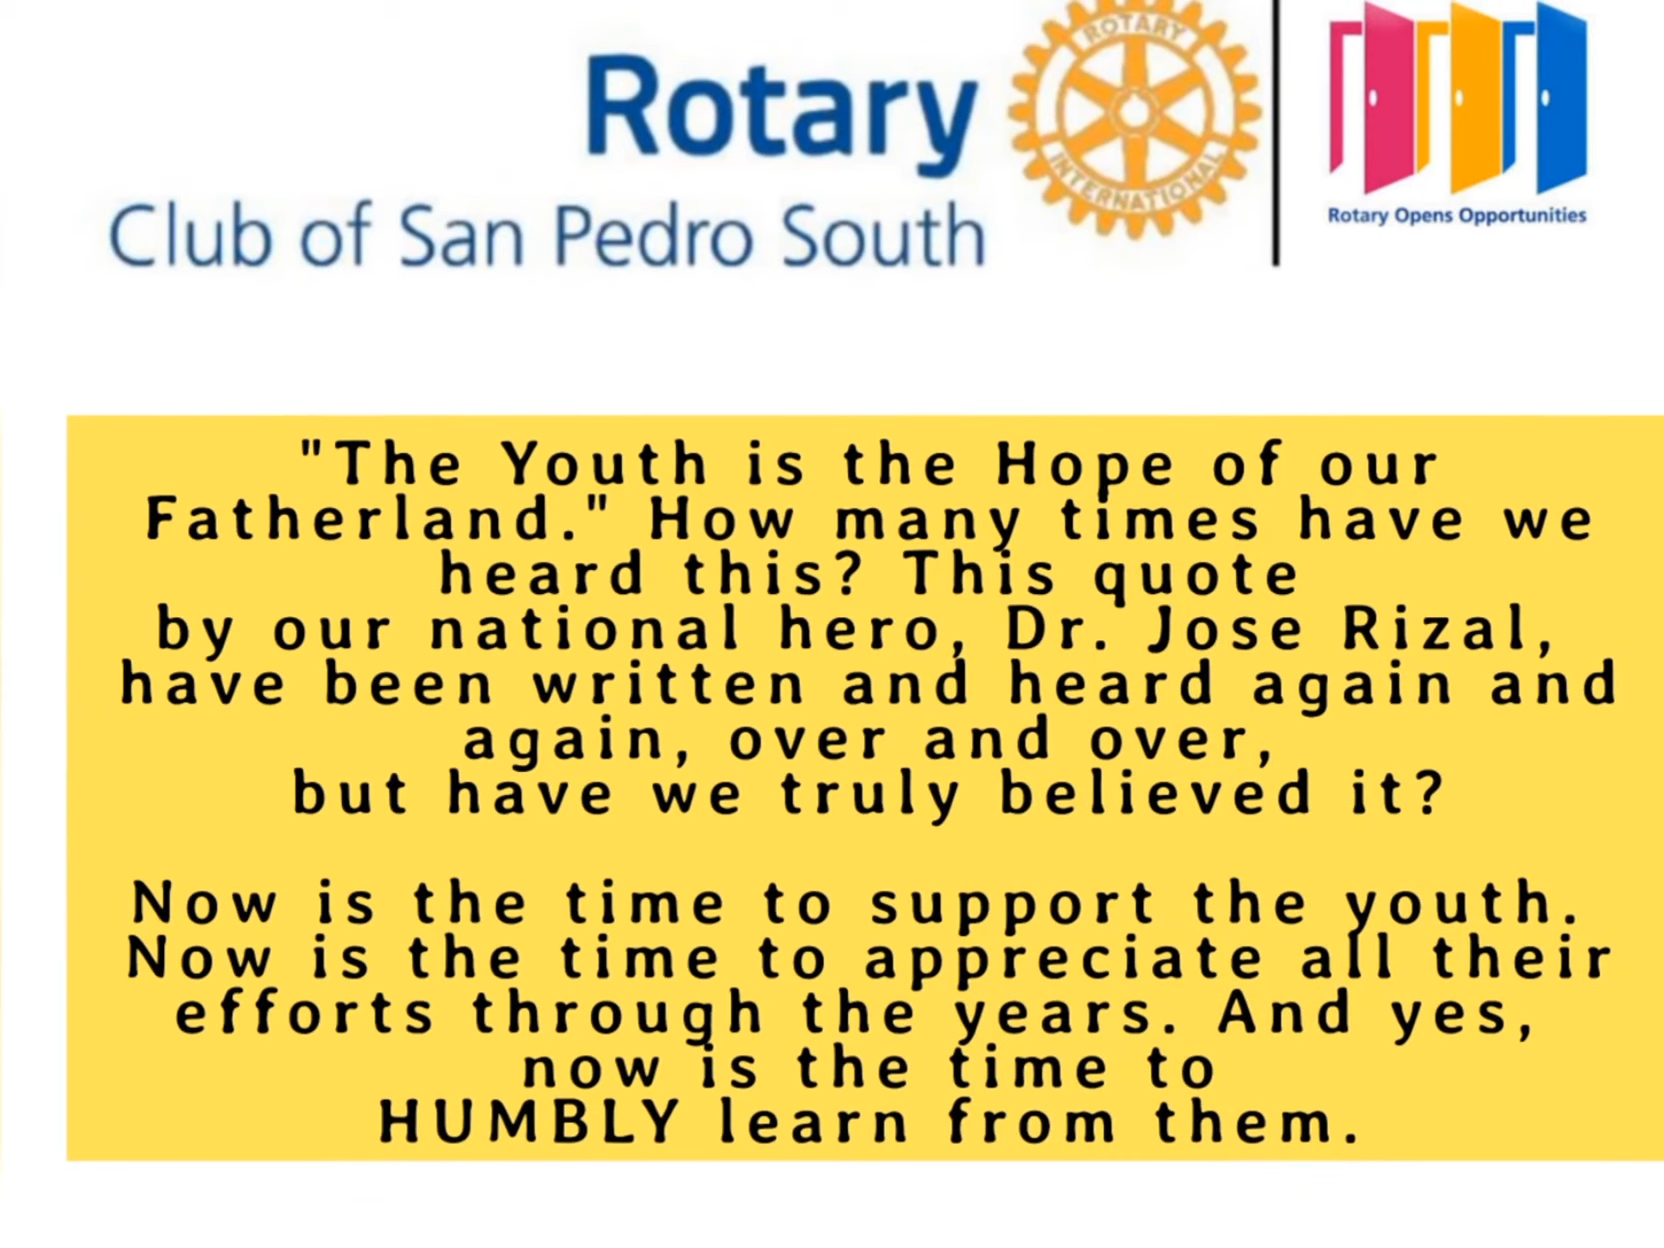 Rotary
Club of San Pedro South
ROTARY
INTERNATIONAL
Rotary Opens Opportunities
"The Youth is the Hope of our
Fatherland." How many times have we
heard this? This quote
by our national hero, Dr. Jose Rizal,
have been written and heard again and
again, over and over,
but have we truly believed it?
Now is the time to support the youth.
Now is the time to appreciate all their
efforts through the years. And yes,
now is the time to
HUMBLY learn from them.